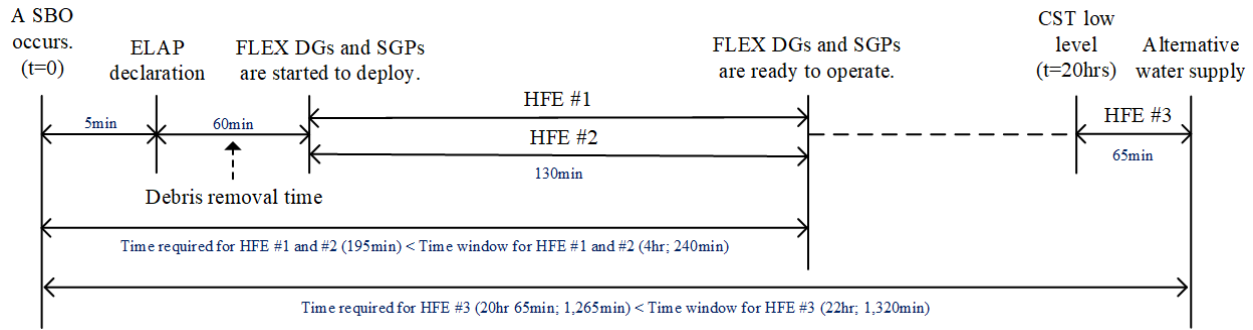 A SBO
occurs.
(t=0)
ELAP
declaration
FLEX DGs and SGPs
are started to deploy.
FLEX DGs and SGPs
are ready to operate.
CST low
level
(t=20hrs)
Alternative
water supply
5min
60min
HFE #1
HFE #2
130min
HFE #3
65min
Debris removal time
Time required for HFE #1 and #2 (195min) < Time window for HFE #1 and #2 (4hr; 240min)
Time required for HFE #3 (20hr 65min; 1,265min) < Time window for HFE #3 (22hr; 1,320min)